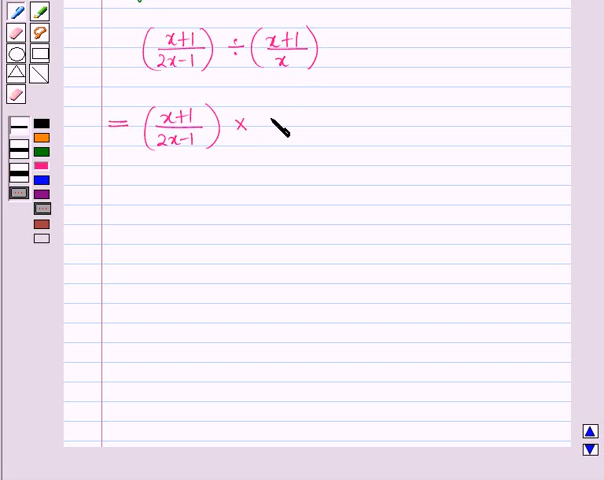 (x+1/2x-1) ÷ (x+1/x)
= (x+1/2x-1) ×